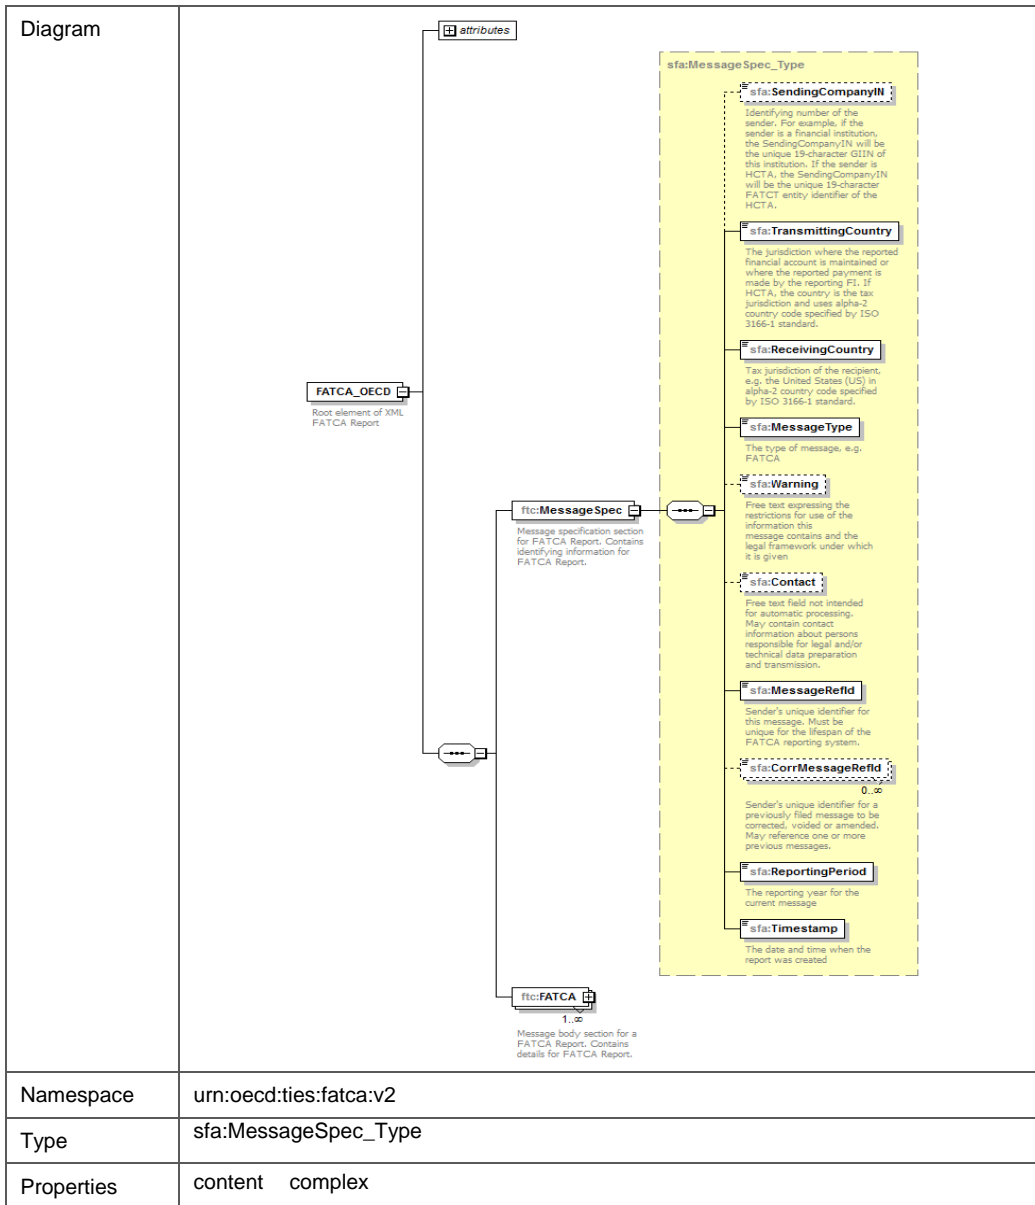 Diagram
attributes
sfa:MessageSpec_Type
sfa:SendingCompanyIN
Identifying number of the
sender. For example, if the
sender is a financial institution,
the SendingCompanyIN will be
the unique 19-character GIIN of
this institution. If the sender is
HCTA, the SendingCompanyIN
will be the unique 19-character
FATCT entity identifier of the
HCTA.
sfa:TransmittingCountry
The jurisdiction where the reported
financial account is maintained or
where the reported payment is
made by the reporting FI. If
HCTA, the country is the tax
jurisdiction and uses alpha-2
country code specified by ISO
3166-1 standard.
sfa:ReceivingCountry
Tax jurisdiction of the recipient,
e.g. the United States (US) in
alpha-2 country code specified
by ISO 3166-1 standard.
FATCA_OECD
Root element of XML
FATCA Report
sfa:MessageType
The type of message, e.g.
FATCA
sfa:Warning
Free text expressing the
restrictions for use of the
information this
message contains and the
legal framework under which
it is given
ftc:MessageSpec
Message specification section
for FATCA Report. Contains
identifying information for
FATCA Report.
sfa:Contact
Free text field not intended
for automatic processing.
May contain contact
information about persons
responsible for legal and/or
technical data preparation
and transmission.
sfa:MessageRefId
Sender's unique identifier for
this message. Must be
unique for the lifespan of the
FATCA reporting system.
sfa:CorrMessageRefId
0..∞
Sender's unique identifier for a
previously filed message to be
corrected, voided or amended.
May reference one or more
previous messages.
sfa:ReportingPeriod
The reporting year for the
current message
sfa:Timestamp
The date and time when the
report was created
ftc:FATCA
1..∞
Message body section for a
FATCA Report. Contains
details for FATCA Report.
Namespace urn:oecd:ties:fatca:v2
Type sfa:MessageSpec_Type
Properties content complex